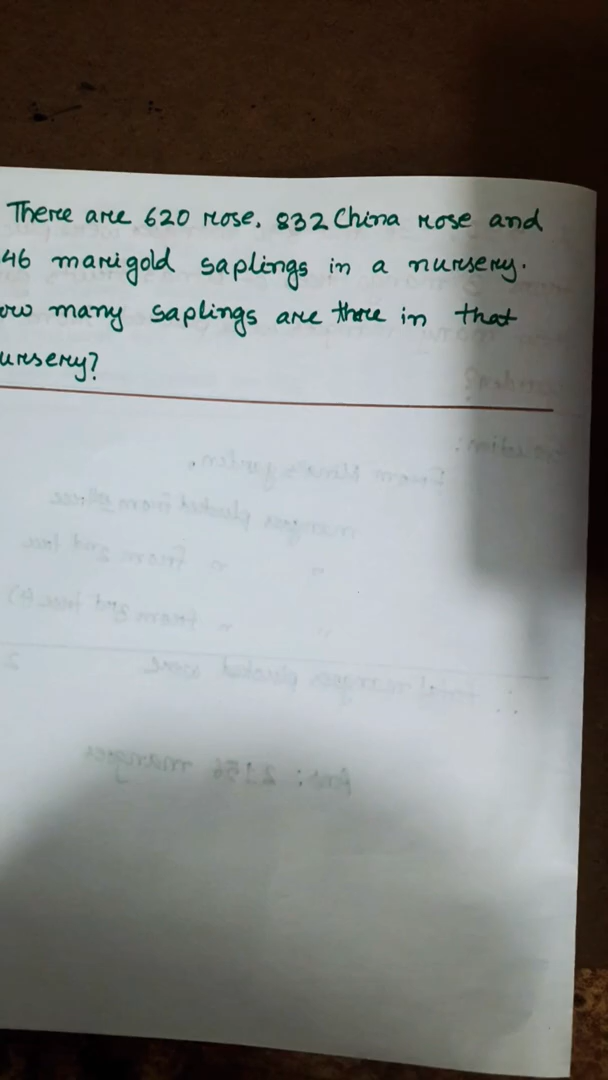 There are 620 rose, 832 China rose and
46 marigold saplings in a nursery.
ow many saplings are there in that
ursery?